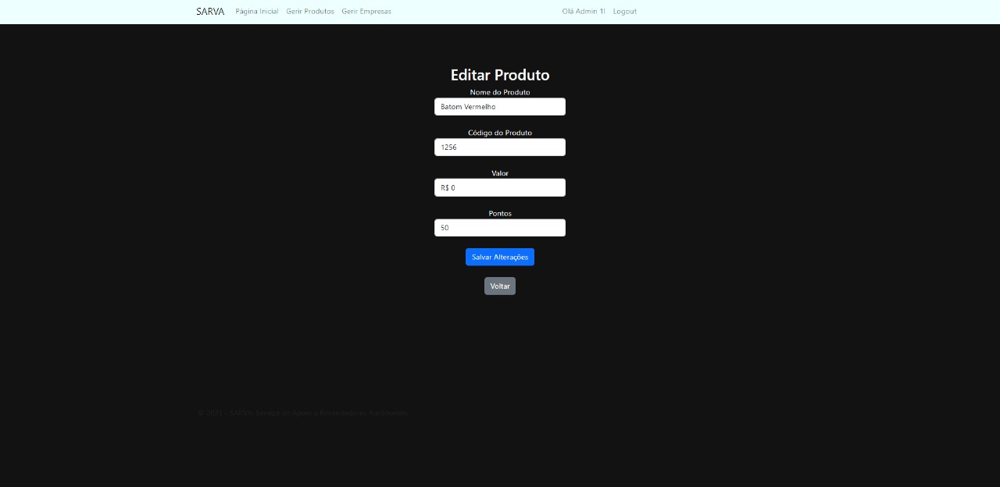 SARVA Página Inicial Gerir Produtos Gerir Empresas Olá Admin 1! Logout
Editar Produto
Nome do Produto
Batom Vermelho
Código do Produto
1256
Valor
R$ 0
Pontos
50
Salvar Alterações
Voltar
© 2023 - SARVA: Serviço de Apoio a Revendedores Autônomos